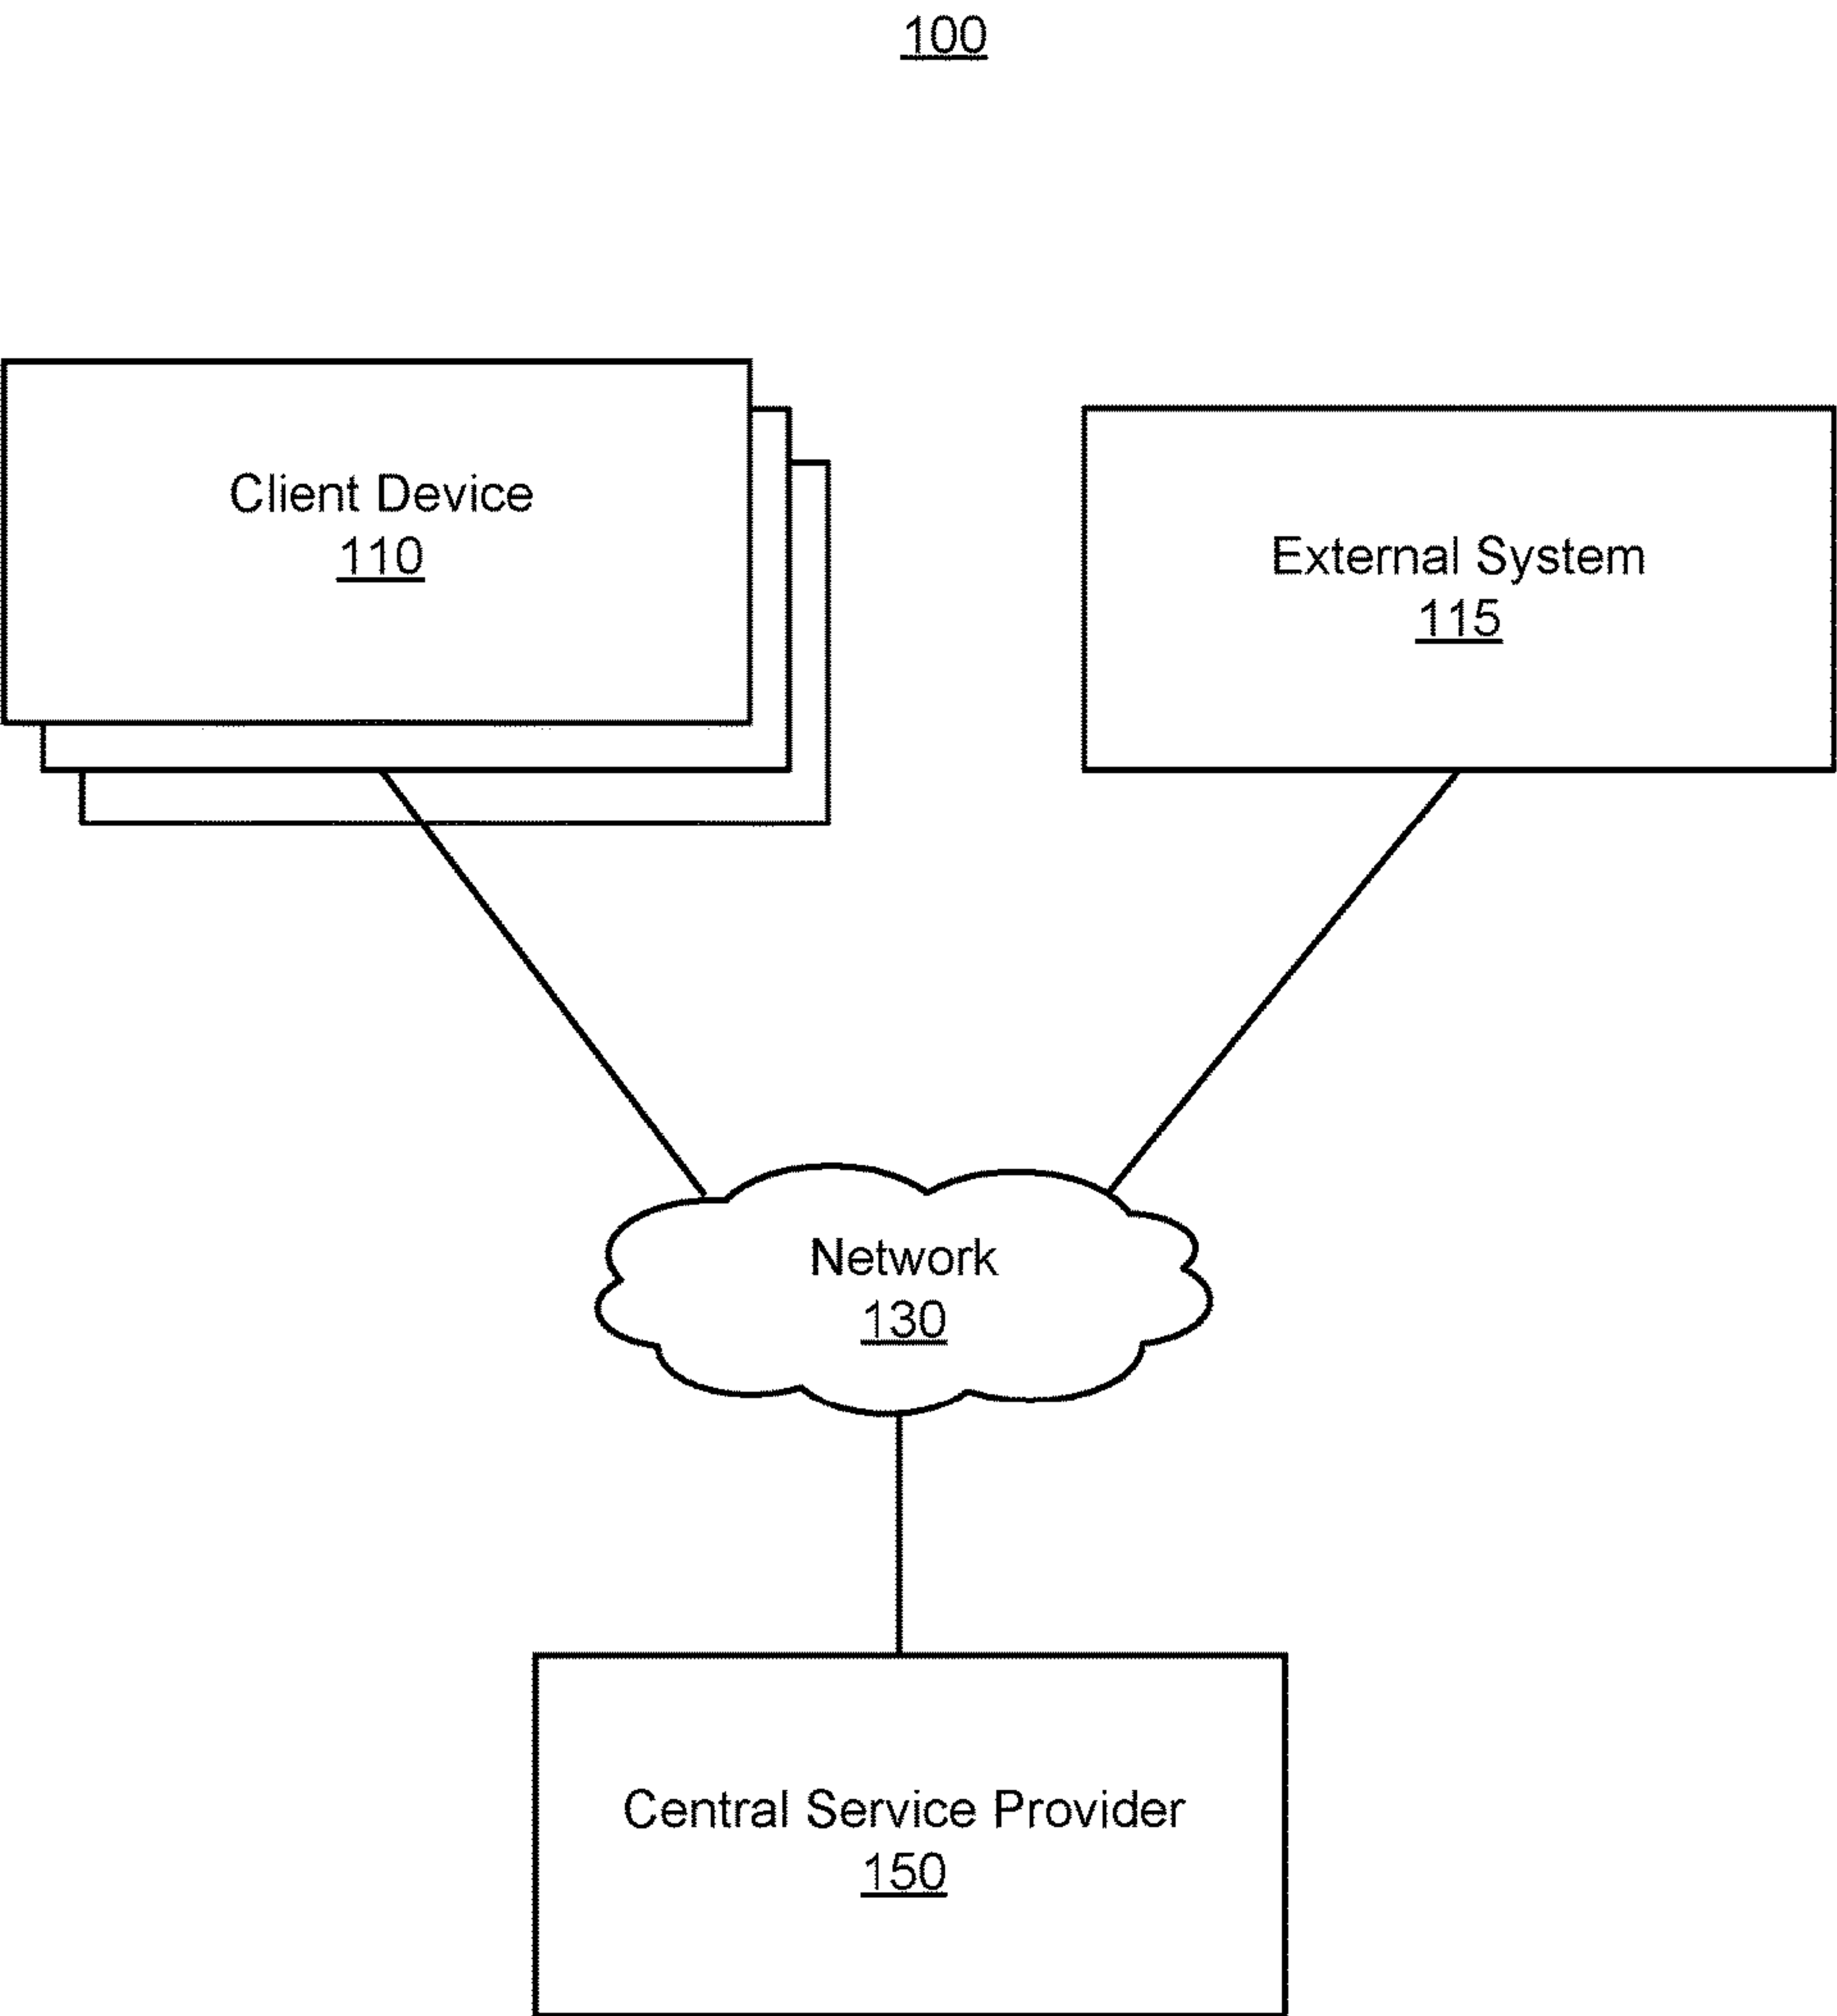 100
Client Device
110
External System
115
Network
130
Central Service Provider
150